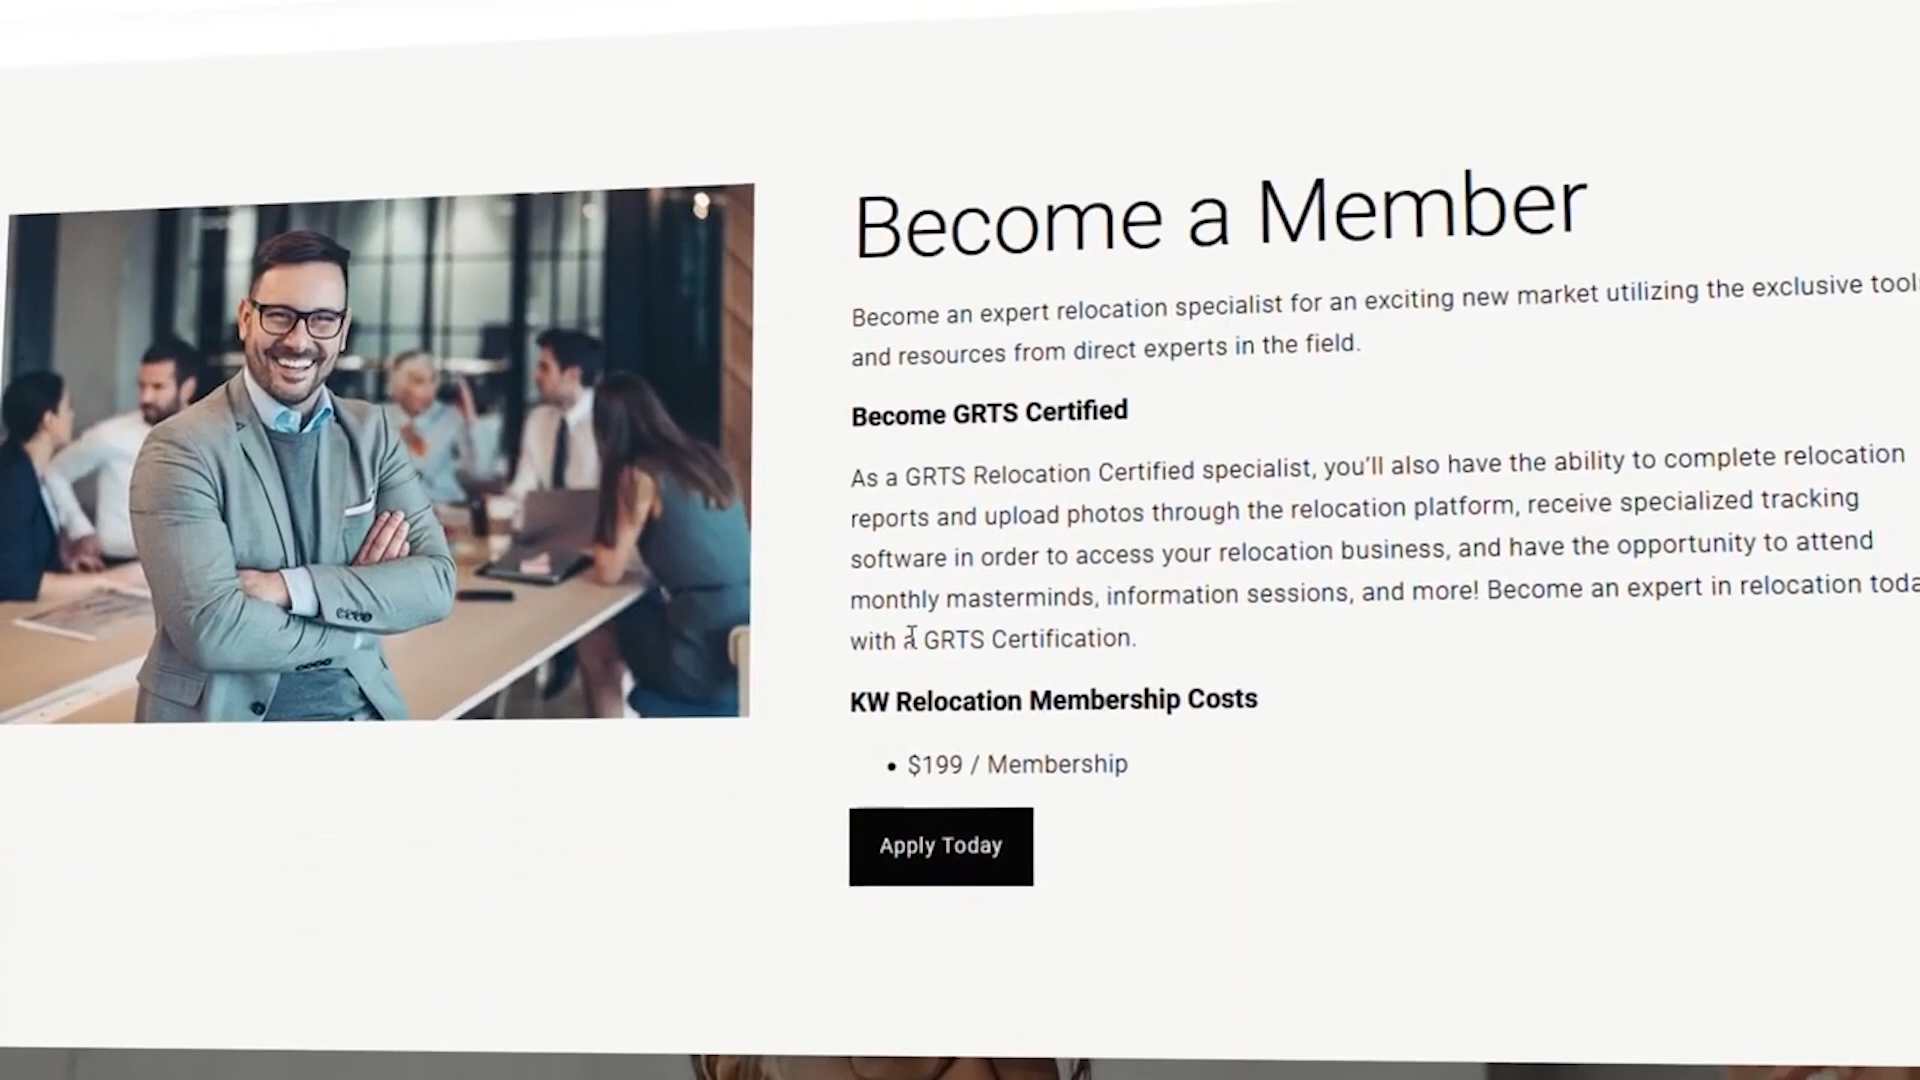 Become a Member
Become an expert relocation specialist for an exciting new market utilizing the exclusive
and resources from direct experts in the field.
Become GRTS Certified
As a GRTS Relocation Certified specialist, you'll also have the ability to complete relocation
reports and upload photos through the relocation platform, receive specialized tracking
software in order to access your relocation business, and have the opportunity to attend
monthly masterminds, information sessions, and more! Become an expert in relocation
with a GRTS Certification.
KW Relocation Membership Costs
• $199 / Membership
Apply Today